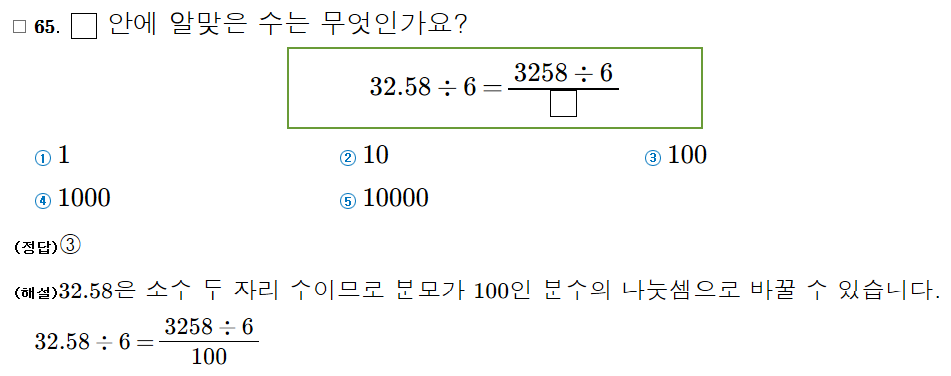 □ 65. □ 안에 알맞은 수는 무엇인가요?
32.58 ÷ 6 = \frac{3258 ÷ 6}{□}
① 1 ② 10 ③ 100
④ 1000 ⑤ 10000
(정답)③
(해설)32.58은 소수 두 자리 수이므로 분모가 100인 분수의 나눗셈으로 바꿀 수 있습니다.
32.58 ÷ 6 = \frac{3258 ÷ 6}{100}